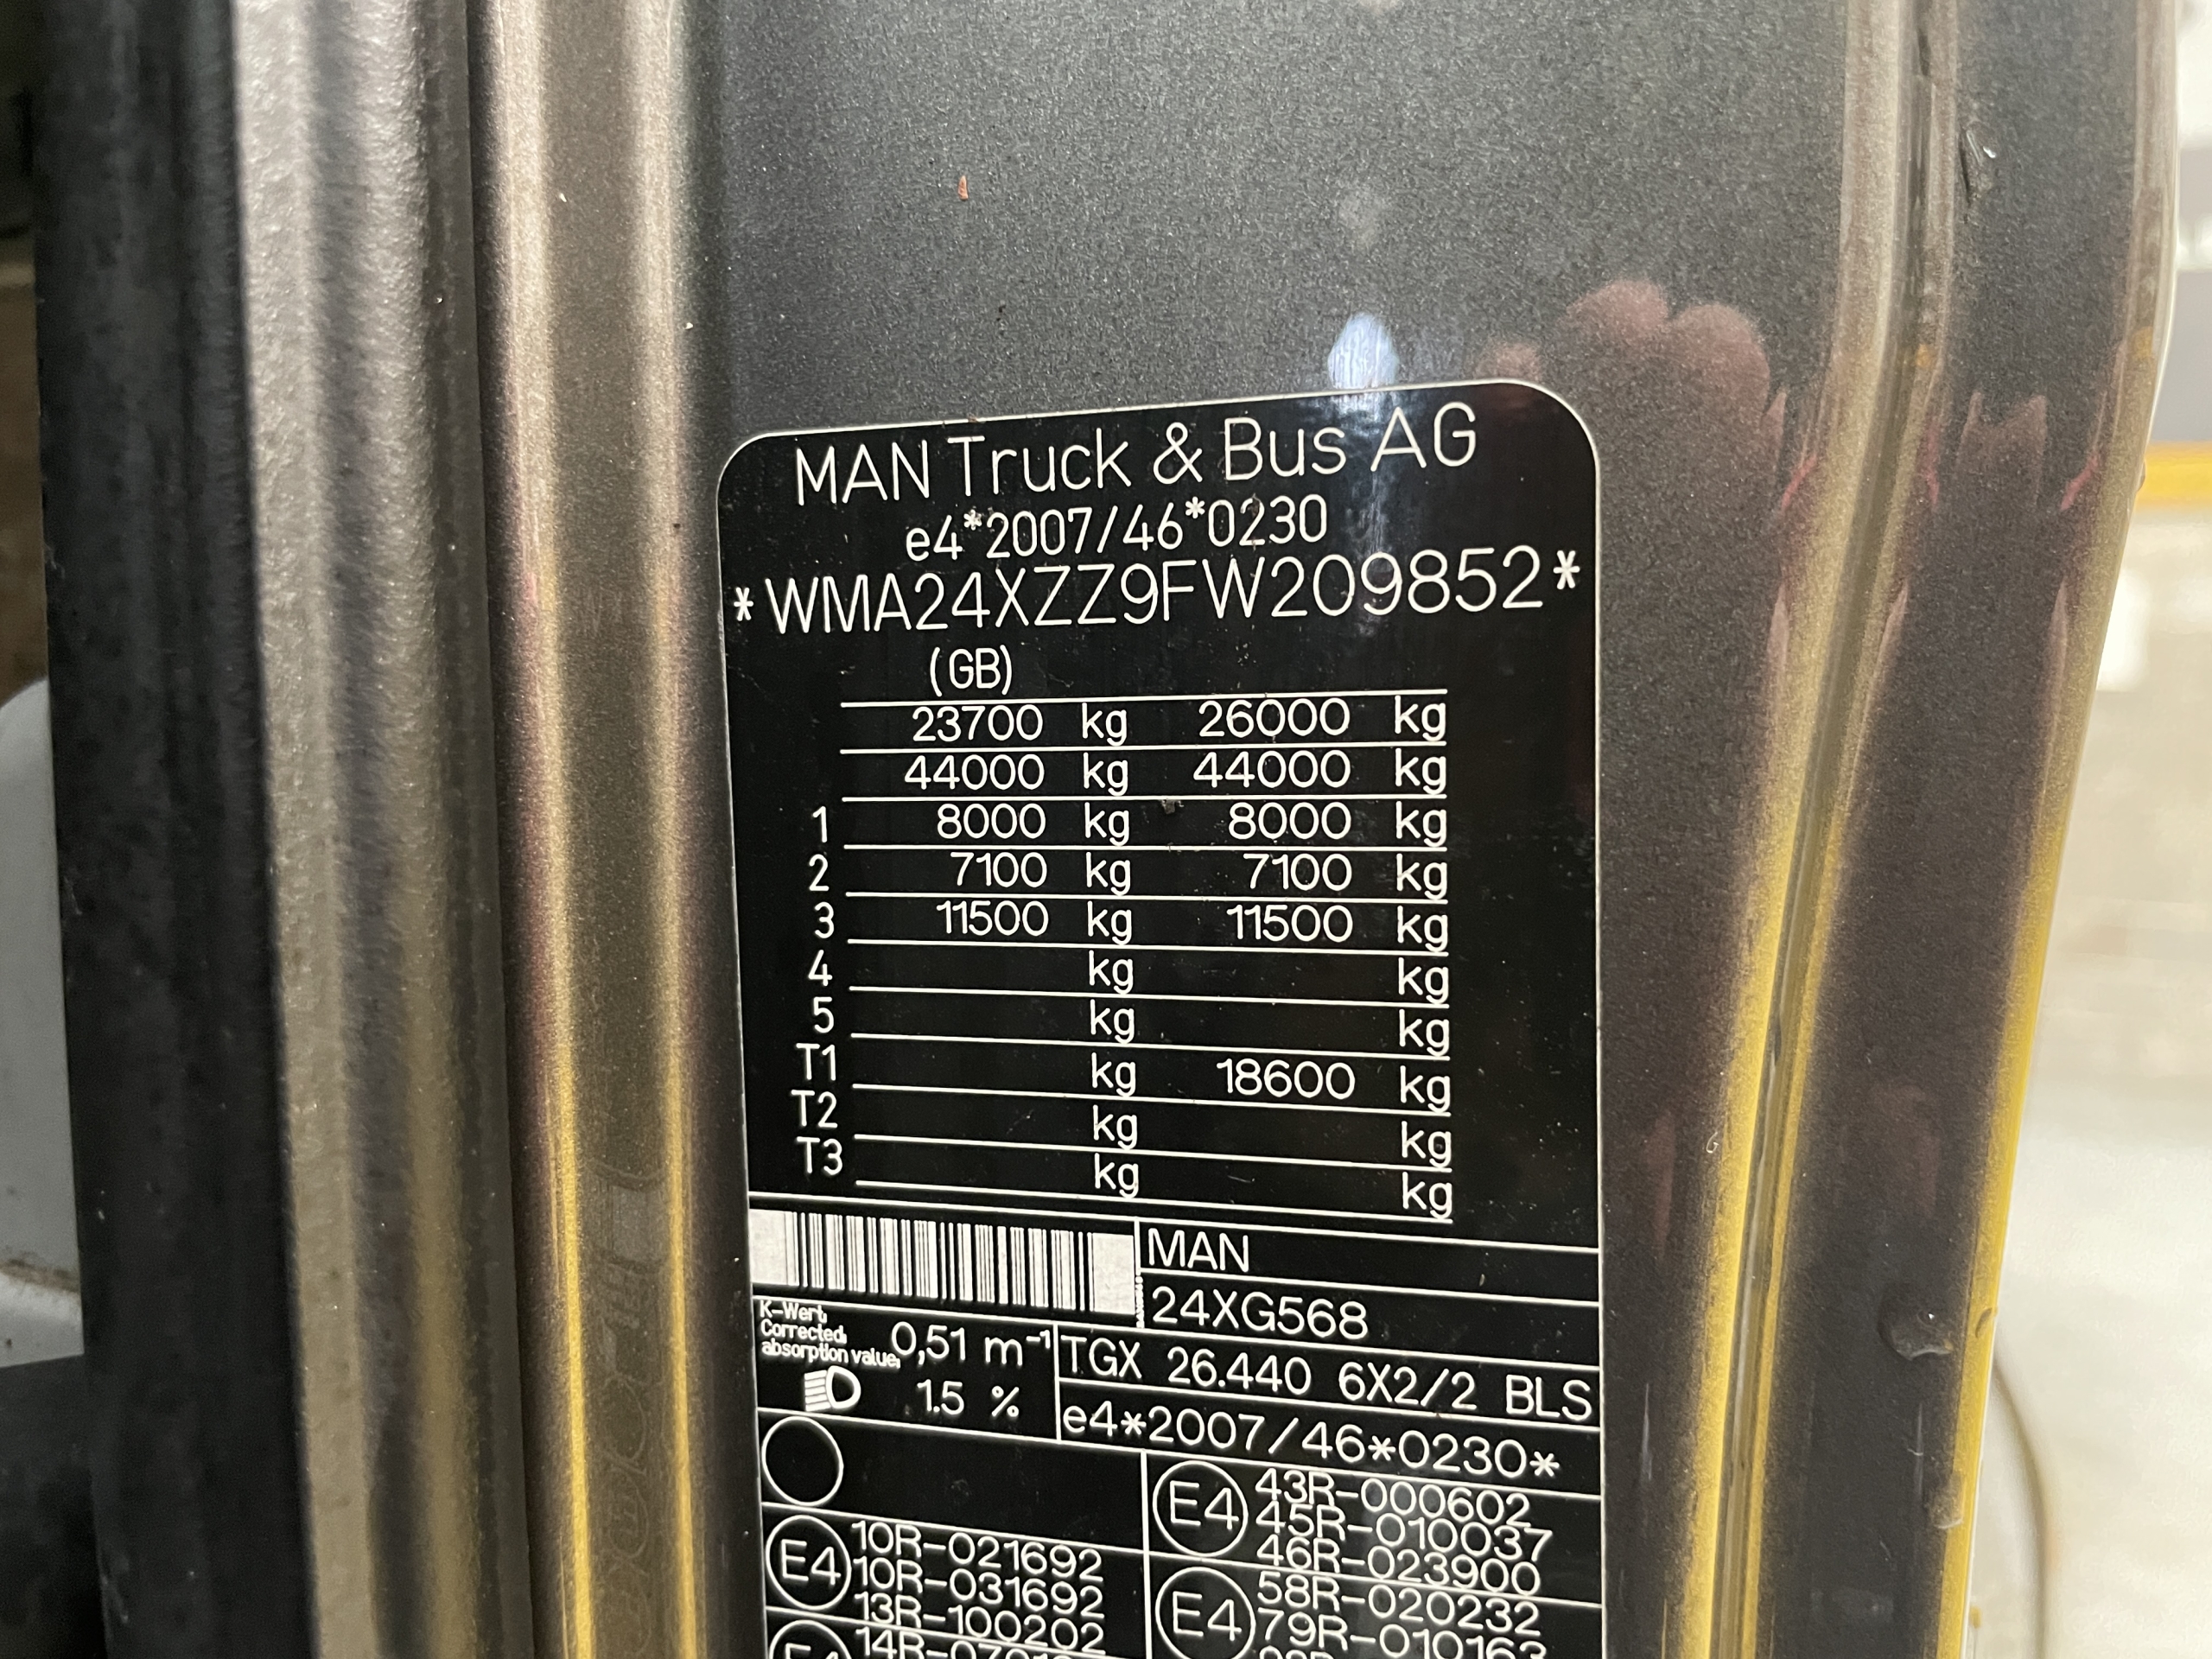 MAN Truck & Bus AG
e4*2007/46*0230
*WMA24XZZ9FW209852*
(GB)
23700 kg 26000 kg
44000 kg 44000 kg
1 8000 kg 8000 kg
2 7100 kg 7100 kg
3 11500 kg 11500 kg
4 kg kg
5 kg kg
T1 kg 18600 kg
T2 kg kg
T3 kg kg
MAN
24XG568
K-Wert,
Corrected
absorption value, 0,51 m⁻¹
1.5 %
TGX 26.440 6X2/2 BLS
e4*2007/46*0230*
E4 10R-021692
10R-031692
13R-100202
E4 43R-000602
45R-010037
46R-023900
E4 58R-020232
79R-010163